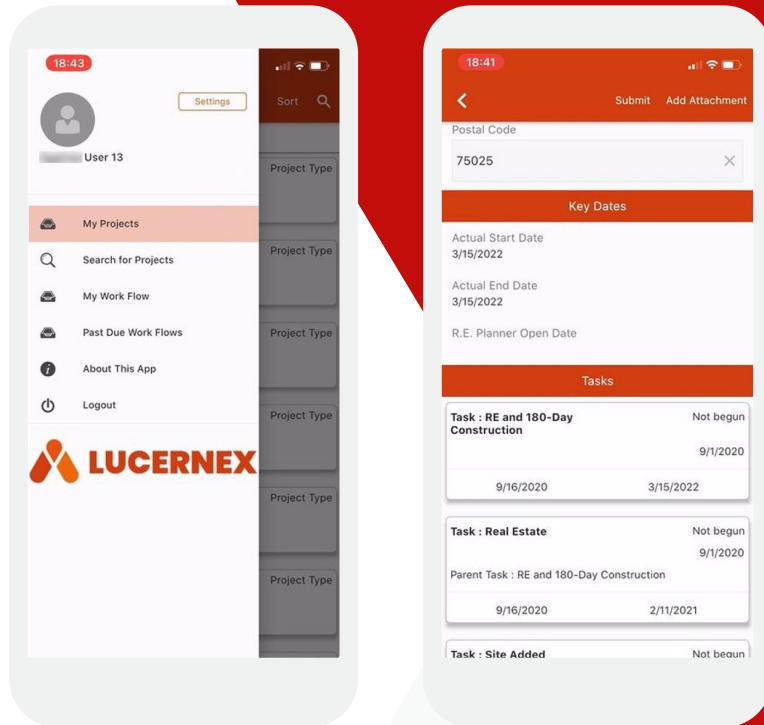 18:43
Settings
Sort
User 13
My Projects
Search for Projects
My Work Flow
Past Due Work Flows
About This App
Logout
LUCERNEX
Project Type
Project Type
Project Type
Project Type
Project Type
Project Type
18:41
Submit Add Attachment
Postal Code
75025
Key Dates
Actual Start Date
3/15/2022
Actual End Date
3/15/2022
R.E. Planner Open Date
Tasks
Task : RE and 180-Day Not begun
Construction
9/1/2020
9/16/2020 3/15/2022
Task : Real Estate Not begun
9/1/2020
Parent Task : RE and 180-Day Construction
9/16/2020 2/11/2021
Task : Site Added Not begun